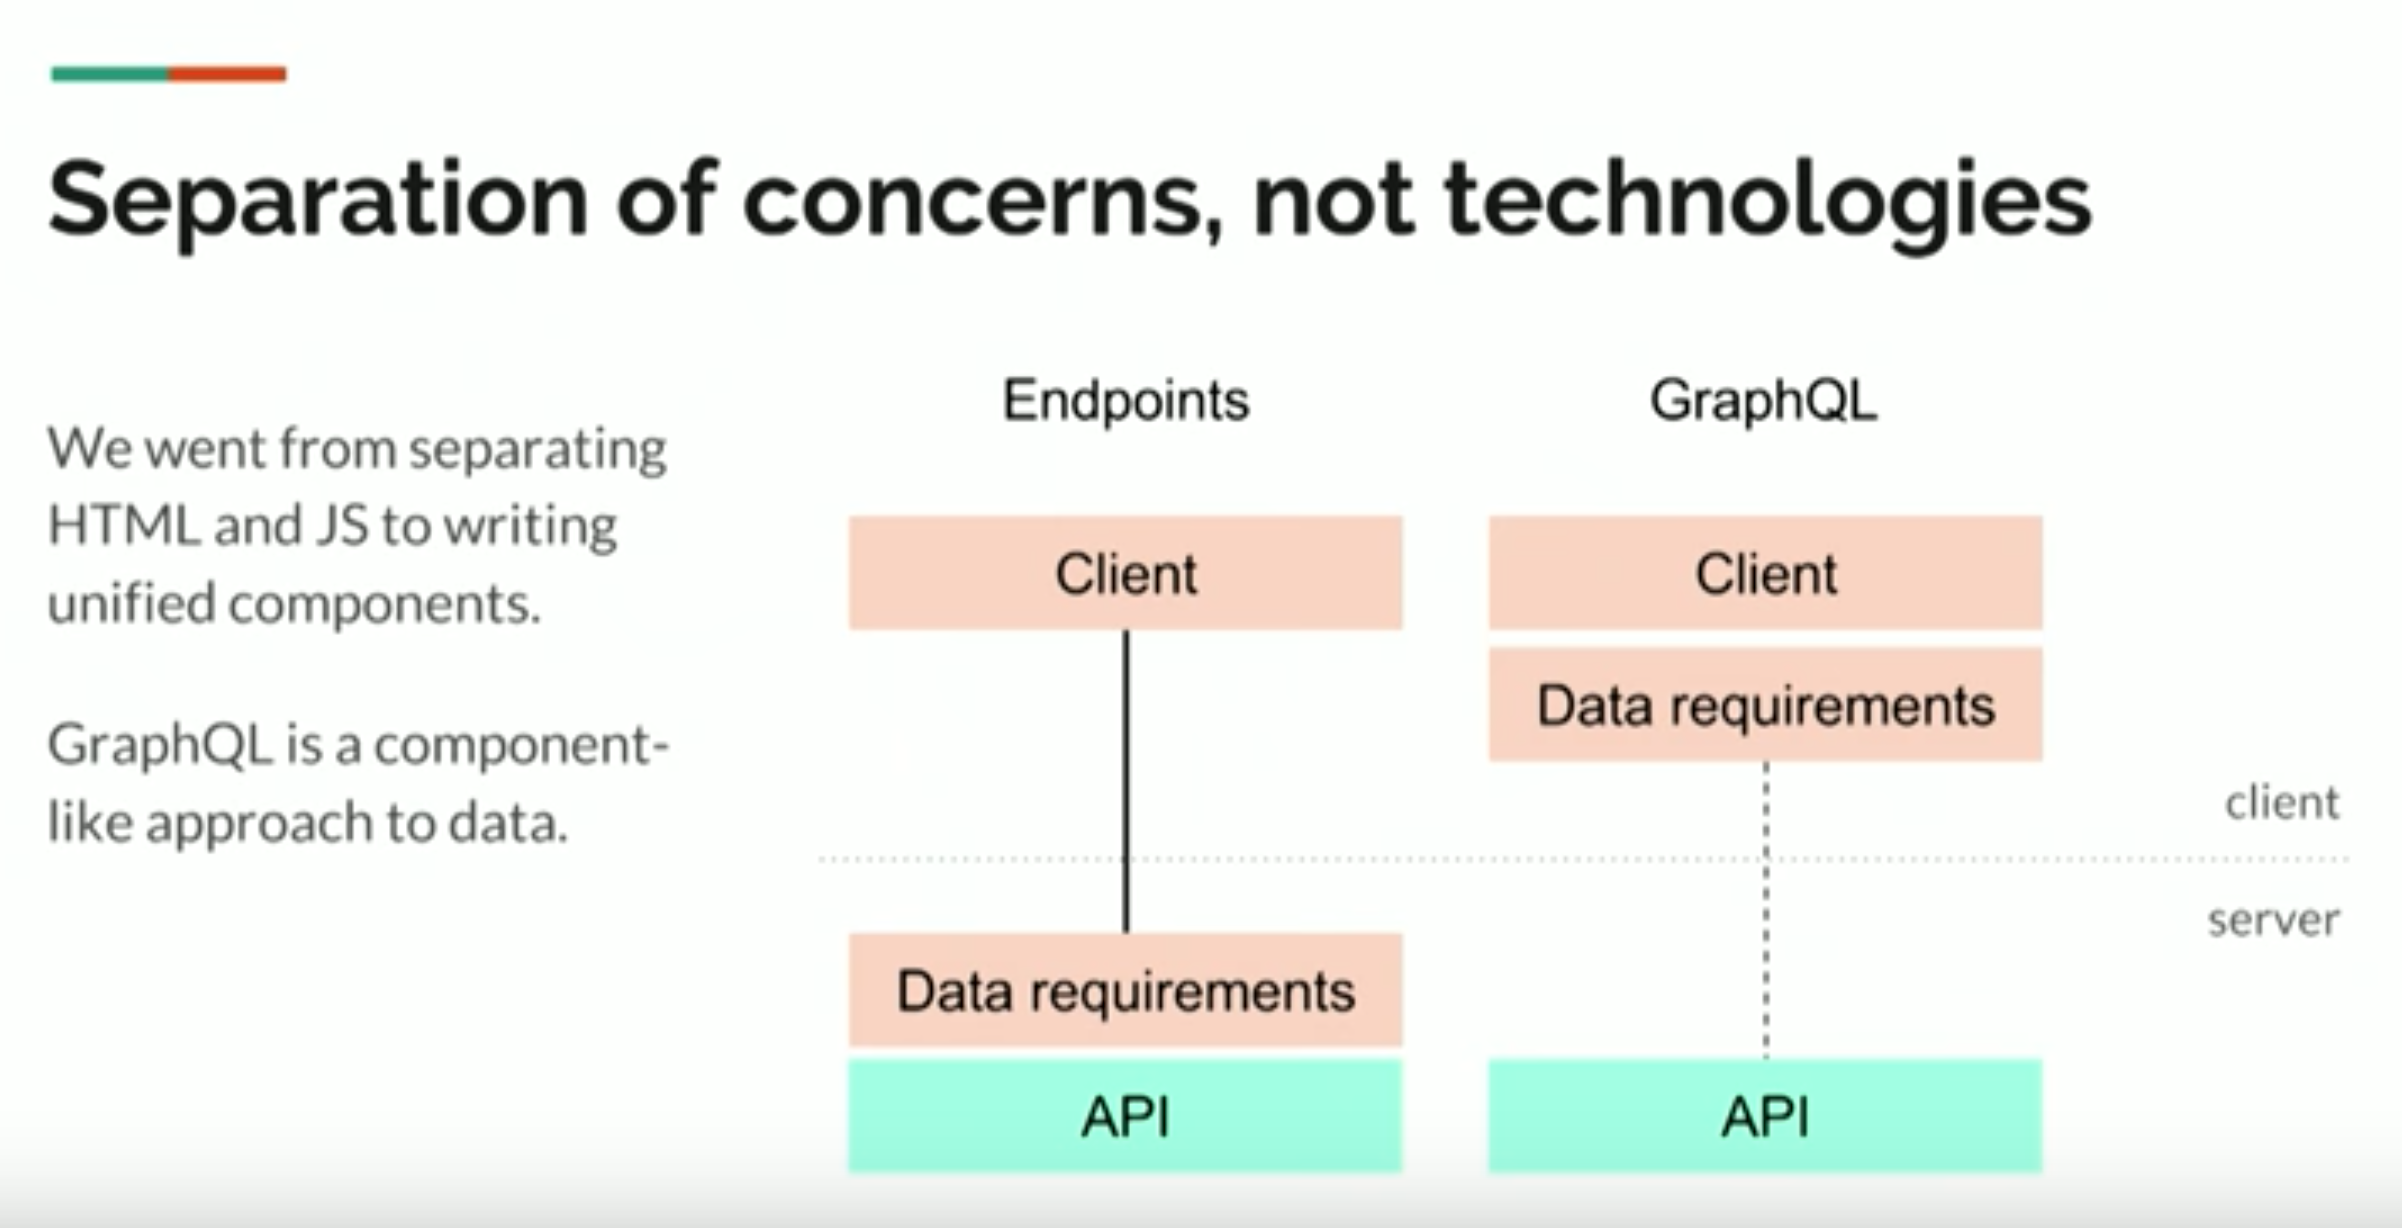 Separation of concerns, not technologies
We went from separating
HTML and JS to writing
unified components.
GraphQL is a component-
like approach to data.
Endpoints
Client
Data requirements
API
GraphQL
Client
Data requirements
API
client
server